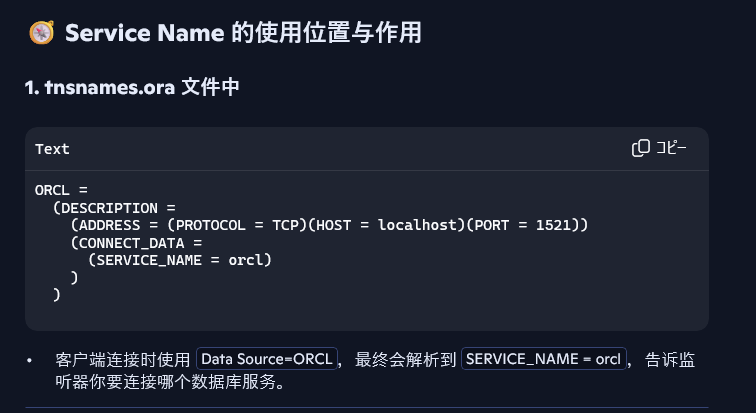 🧭 Service Name 的使用位置与作用
1. tnsnames.ora 文件中
Text コピー
ORCL =
  (DESCRIPTION =
    (ADDRESS = (PROTOCOL = TCP)(HOST = localhost)(PORT = 1521))
    (CONNECT_DATA =
      (SERVICE_NAME = orcl)
    )
  )
• 客户端连接时使用 Data Source=ORCL，最终会解析到 SERVICE_NAME = orcl，告诉监
听器你要连接哪个数据库服务。